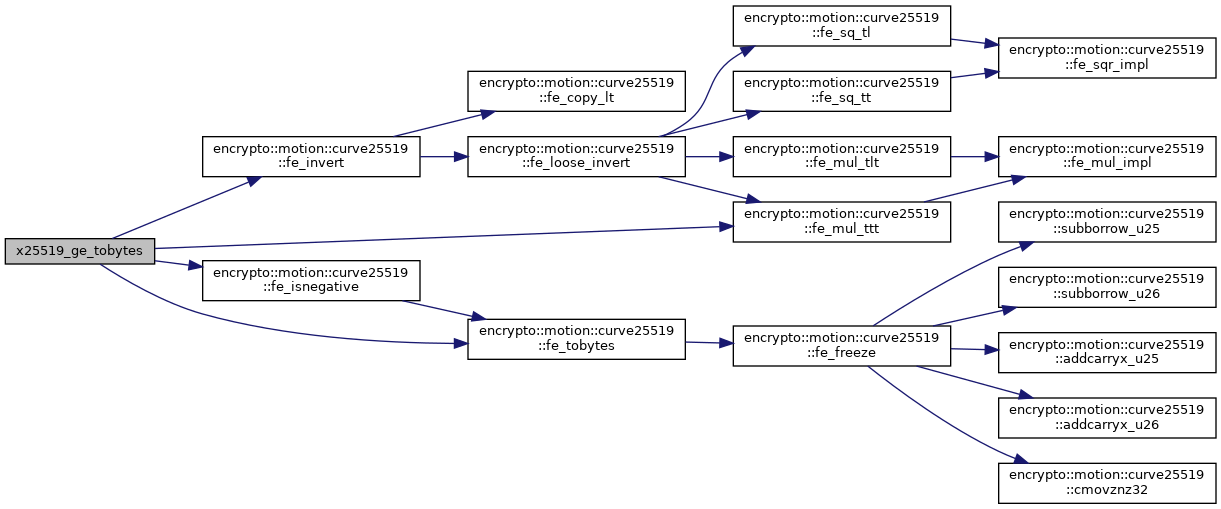 encrypto::motion::curve25519
::fe_sq_tl
encrypto::motion::curve25519
::fe_sqr_impl
encrypto::motion::curve25519
::fe_copy_lt
encrypto::motion::curve25519
::fe_sq_tt
encrypto::motion::curve25519
::fe_invert
encrypto::motion::curve25519
::fe_loose_invert
encrypto::motion::curve25519
::fe_mul_tlt
encrypto::motion::curve25519
::fe_mul_impl
encrypto::motion::curve25519
::fe_mul_ttt
encrypto::motion::curve25519
::subborrow_u25
x25519_ge_tobytes
encrypto::motion::curve25519
::fe_isnegative
encrypto::motion::curve25519
::subborrow_u26
encrypto::motion::curve25519
::fe_tobytes
encrypto::motion::curve25519
::fe_freeze
encrypto::motion::curve25519
::addcarryx_u25
encrypto::motion::curve25519
::addcarryx_u26
encrypto::motion::curve25519
::cmovznz32